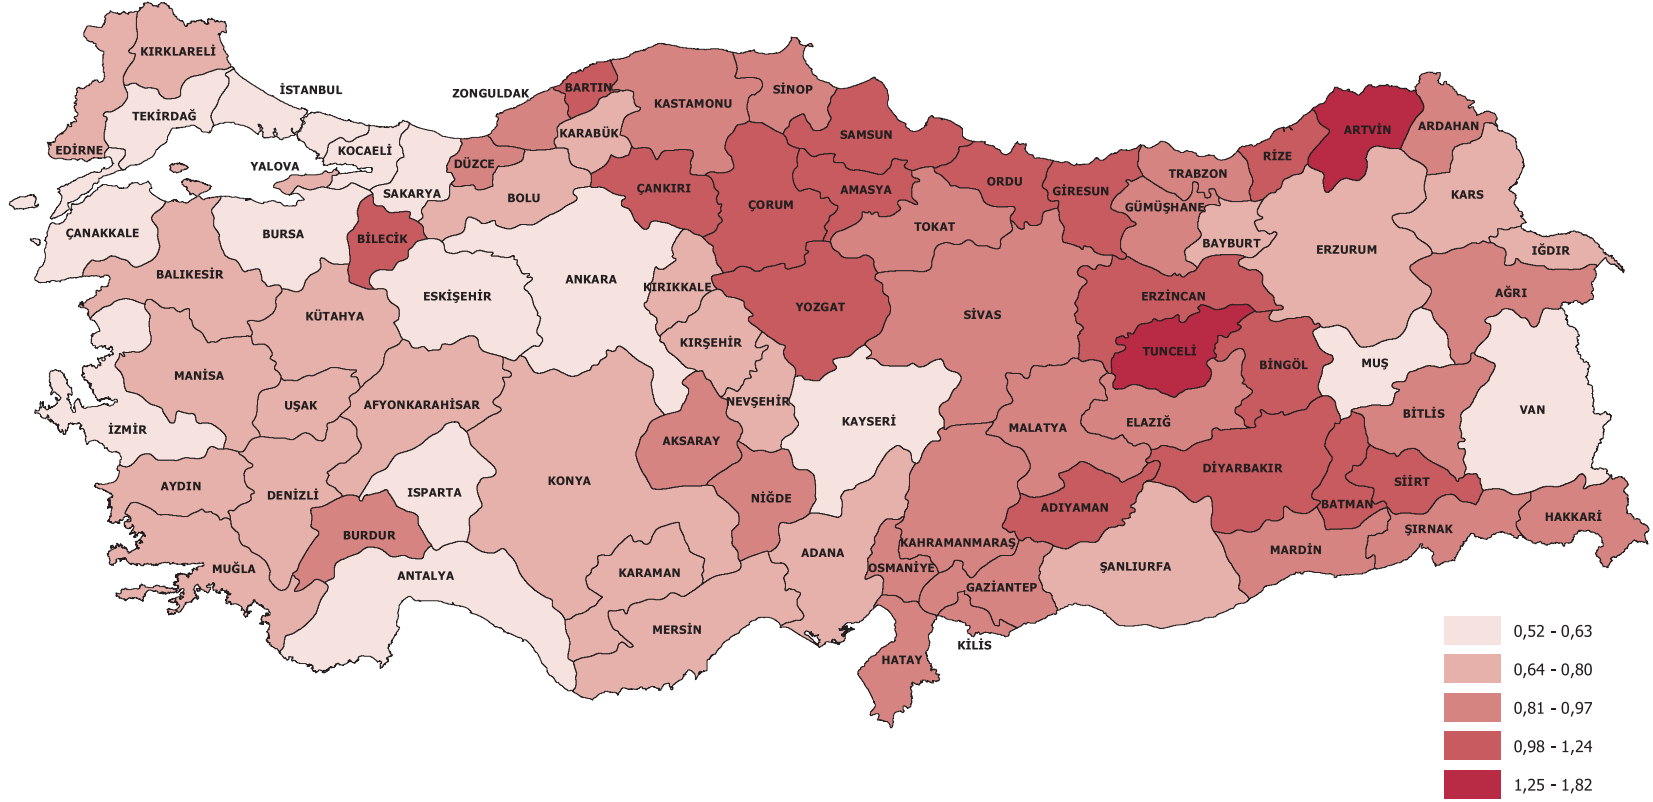 KIRKLARELİ
İSTANBUL
ZONGULDAK
BARTIN
KASTAMONU
SİNOP
TEKİRDAĞ
KARABÜK
SAMSUN
ARTVİN
ARDAHAN
EDİRNE
KOCAELİ
YALOVA
DÜZCE
RİZE
TRABZON
SAKARYA
BOLU
ÇANKIRI
AMASYA
ORDU
GİRESUN
KARS
ÇORUM
GÜMÜŞHANE
ÇANAKKALE
BURSA
BİLECİK
TOKAT
BAYBURT
ERZURUM
IĞDIR
BALIKESİR
ANKARA
KIRIKKALE
ESKİŞEHİR
ERZİNCAN
AĞRI
YOZGAT
KÜTAHYA
SİVAS
KIRŞEHİR
TUNCELİ
BİNGÖL
MUŞ
MANİSA
UŞAK
AFYONKARAHİSAR
NEVŞEHİR
KAYSERİ
BİTLİS
VAN
İZMİR
AKSARAY
MALATYA
ELAZIĞ
DİYARBAKIR
AYDIN
DENİZLİ
ISPARTA
KONYA
NİĞDE
SİİRT
BATMAN
ADIYAMAN
HAKKARİ
BURDUR
ŞIRNAK
KAHRAMANMARAŞ
MARDİN
ADANA
MUĞLA
ANTALYA
KARAMAN
OSMANİYE
ŞANLIURFA
GAZİANTEP
MERSİN
KİLİS
HATAY
0,52 - 0,63
0,64 - 0,80
0,81 - 0,97
0,98 - 1,24
1,25 - 1,82